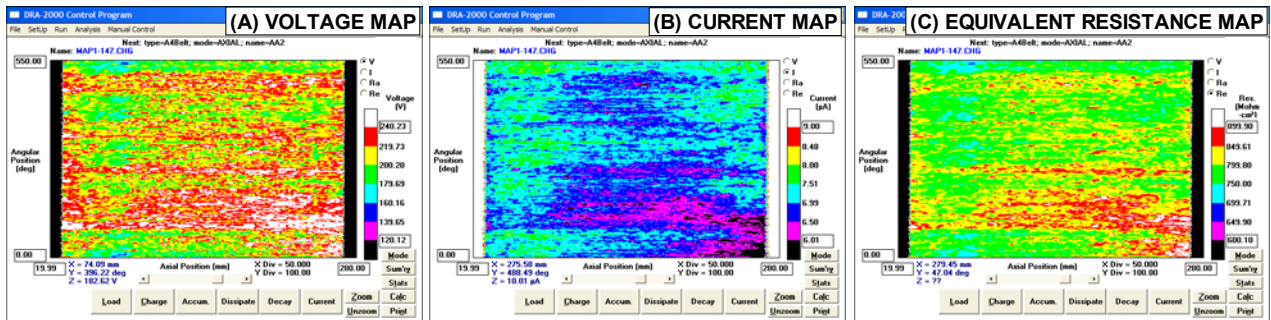 DRA-2000 Control Program
(A) VOLTAGE MAP
File SetUp Run Analysis Manual Control
Next: type=A4Belt; mode=AXIAL; name=AA2
Name: MAP1-147.CHG
550.00
V
I
Ra
Re
Voltage
(V)
240.23
219.73
200.20
179.69
160.16
139.65
120.12
Angular
Position
(deg)
0.00
19.99
X = 74.09 mm
Y = 396.22 deg
Z = 182.62 V
Axial Position (mm)
X Div = 50.000
Y Div = 100.00
280.00
Mode
Sum'ry
Stats
Load Charge Accum. Dissipate Decay Current
Zoom Calc
Unzoom Print
DRA-2000 Control Program
(B) CURRENT MAP
File SetUp Run Analysis Manual Control
Next: type=A4Belt; mode=AXIAL; name=AA2
Name: MAP1-147.CHG
550.00
V
I
Ra
Re
Current
(µA)
9.00
8.48
8.00
7.51
6.99
6.50
6.01
Angular
Position
(deg)
0.00
19.99
X = 275.58 mm
Y = 488.49 deg
Z = 10.01 µA
Axial Position (mm)
X Div = 50.000
Y Div = 100.00
280.00
Mode
Sum'ry
Stats
Load Charge Accum. Dissipate Decay Current
Zoom Calc
Unzoom Print
DRA-20
(C) EQUIVALENT RESISTANCE MAP
File SetUp
Next: type=A4Belt; mode=AXIAL; name=AA2
Name: MAP1-147.CHG
550.00
V
I
Ra
Re
Res.
(Mohm
-cm²)
899.90
849.61
799.80
750.00
699.71
649.90
600.10
Angular
Position
(deg)
0.00
19.99
X = 279.45 mm
Y = 47.04 deg
Z = ??
Axial Position (mm)
X Div = 50.000
Y Div = 100.00
280.00
Mode
Sum'ry
Stats
Load Charge Accum. Dissipate Decay Current
Zoom Calc
Unzoom Print